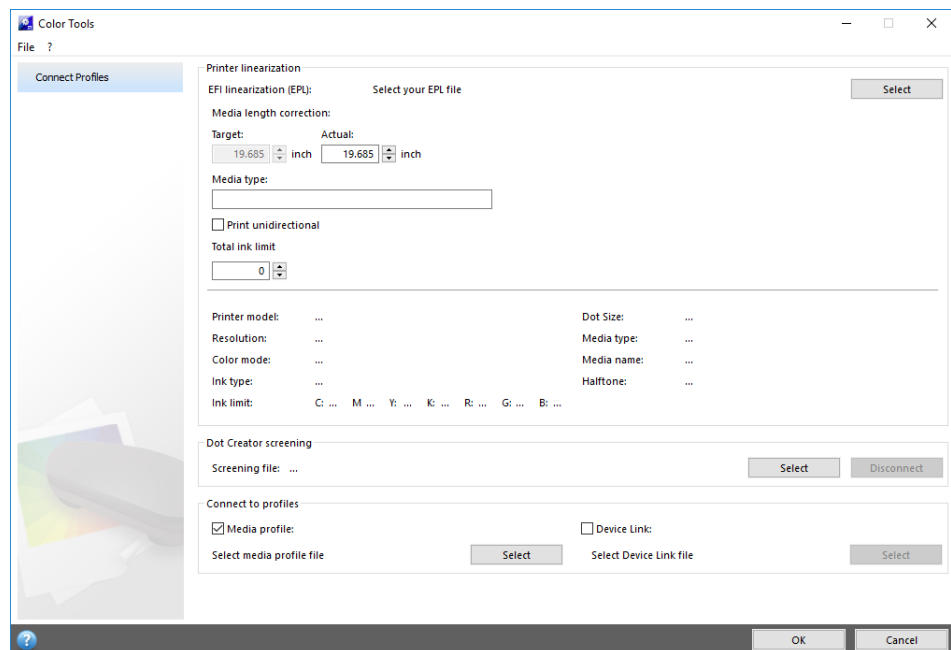 Color Tools
File ?
Connect Profiles
Printer linearization
EFI linearization (EPL): Select your EPL file Select
Media length correction:
Target: Actual:
19.685 inch 19.685 inch
Media type:
Print unidirectional
Total ink limit
0
Printer model: ... Dot Size: ...
Resolution: ... Media type: ...
Color mode: ... Media name: ...
Ink type: ... Halftone: ...
Ink limit: C: ... M ... Y: ... K: ... R: ... G: ... B: ...
Dot Creator screening
Screening file: ... Select Disconnect
Connect to profiles
Media profile: Device Link:
Select media profile file Select Select Device Link file Select
? OK Cancel